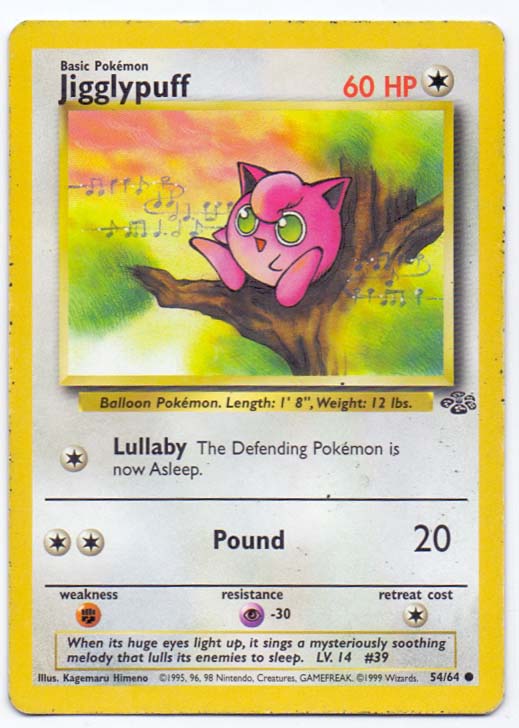 Basic Pokémon
Jigglypuff 60 HP
Balloon Pokémon. Length: 1' 8", Weight: 12 lbs.
Lullaby The Defending Pokémon is
now Asleep.
Pound 20
weakness resistance retreat cost
-30
When its huge eyes light up, it sings a mysteriously soothing
melody that lulls its enemies to sleep. LV. 14 #39
Illus. Kagemaru Himeno ©1995, 96, 98 Nintendo, Creatures, GAMEFREAK. ©1999 Wizards. 54/64 ●